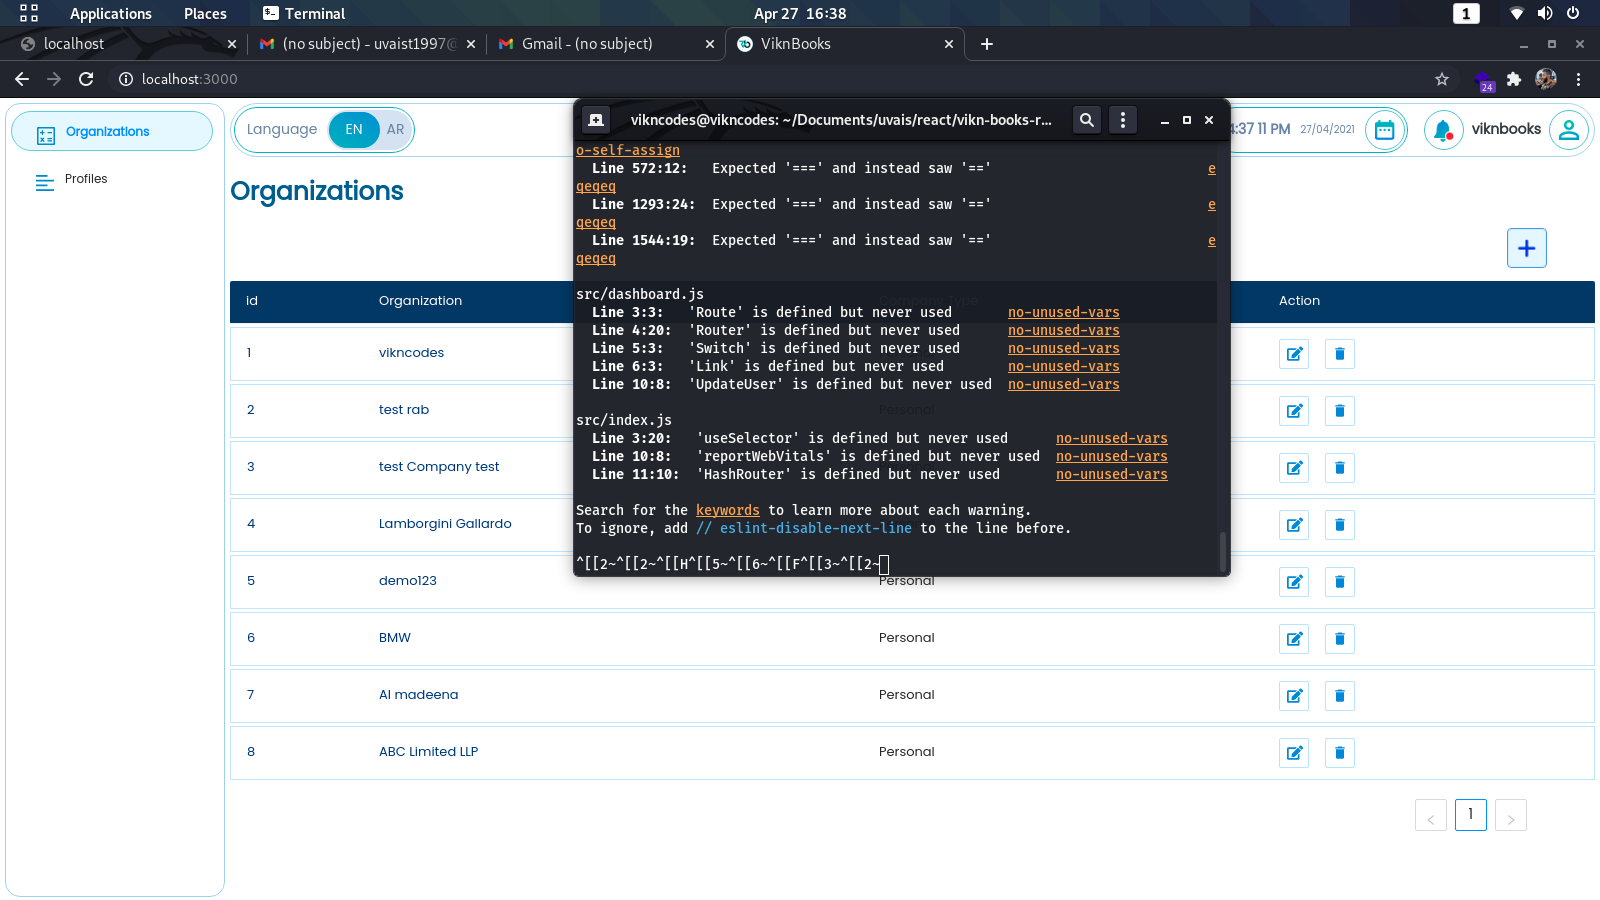 Applications Places Terminal Apr 27 16:38 1
localhost (no subject) - uvaist1997@ Gmail - (no subject) ViknBooks
localhost:3000 24
Organizations
Profiles
Language EN AR
:37 11 PM 27/04/2021 viknbooks
Organizations
id Organization Company Type Action
1 vikncodes
2 test rab Personal
3 test Company test
4 Lamborgini Gallardo
5 demo123 Personal
6 BMW Personal
7 Al madeena Personal
8 ABC Limited LLP Personal
< 1 >
vikncodes@vikncodes: ~/Documents/uvais/react/vikn-books-r...
o-self-assign
Line 572:12: Expected '===' and instead saw '==' e
qeqeq
Line 1293:24: Expected '===' and instead saw '==' e
qeqeq
Line 1544:19: Expected '===' and instead saw '==' e
qeqeq
src/dashboard.js
Line 3:3: 'Route' is defined but never used no-unused-vars
Line 4:20: 'Router' is defined but never used no-unused-vars
Line 5:3: 'Switch' is defined but never used no-unused-vars
Line 6:3: 'Link' is defined but never used no-unused-vars
Line 10:8: 'UpdateUser' is defined but never used no-unused-vars
src/index.js
Line 3:20: 'useSelector' is defined but never used no-unused-vars
Line 10:8: 'reportWebVitals' is defined but never used no-unused-vars
Line 11:10: 'HashRouter' is defined but never used no-unused-vars
Search for the keywords to learn more about each warning.
To ignore, add // eslint-disable-next-line to the line before.
^[[2~^[[2~^[[H^[[5~^[[6~^[[F^[[3~^[[2~